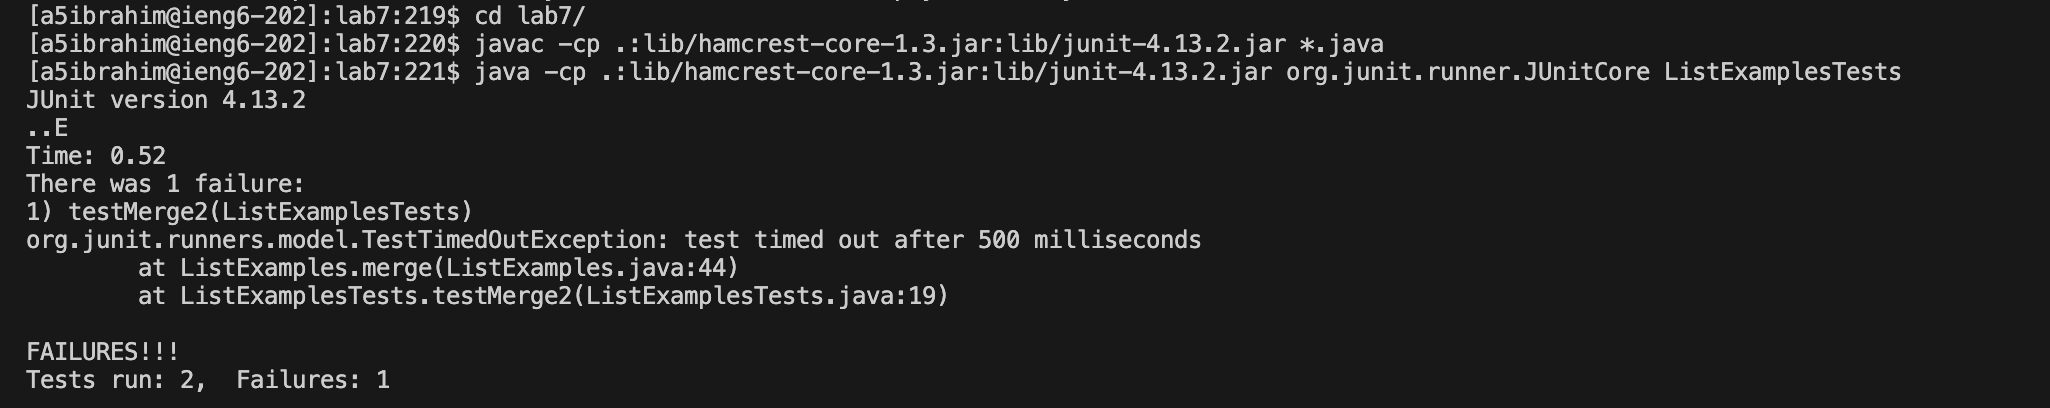 [a5ibrahim@ieng6-202]:lab7:219$ cd lab7/
[a5ibrahim@ieng6-202]:lab7:220$ javac -cp .:lib/hamcrest-core-1.3.jar:lib/junit-4.13.2.jar *.java
[a5ibrahim@ieng6-202]:lab7:221$ java -cp .:lib/hamcrest-core-1.3.jar:lib/junit-4.13.2.jar org.junit.runner.JUnitCore ListExamplesTests
JUnit version 4.13.2
..E
Time: 0.52
There was 1 failure:
1) testMerge2(ListExamplesTests)
org.junit.runners.model.TestTimedOutException: test timed out after 500 milliseconds
        at ListExamples.merge(ListExamples.java:44)
        at ListExamplesTests.testMerge2(ListExamplesTests.java:19)

FAILURES!!!
Tests run: 2,  Failures: 1